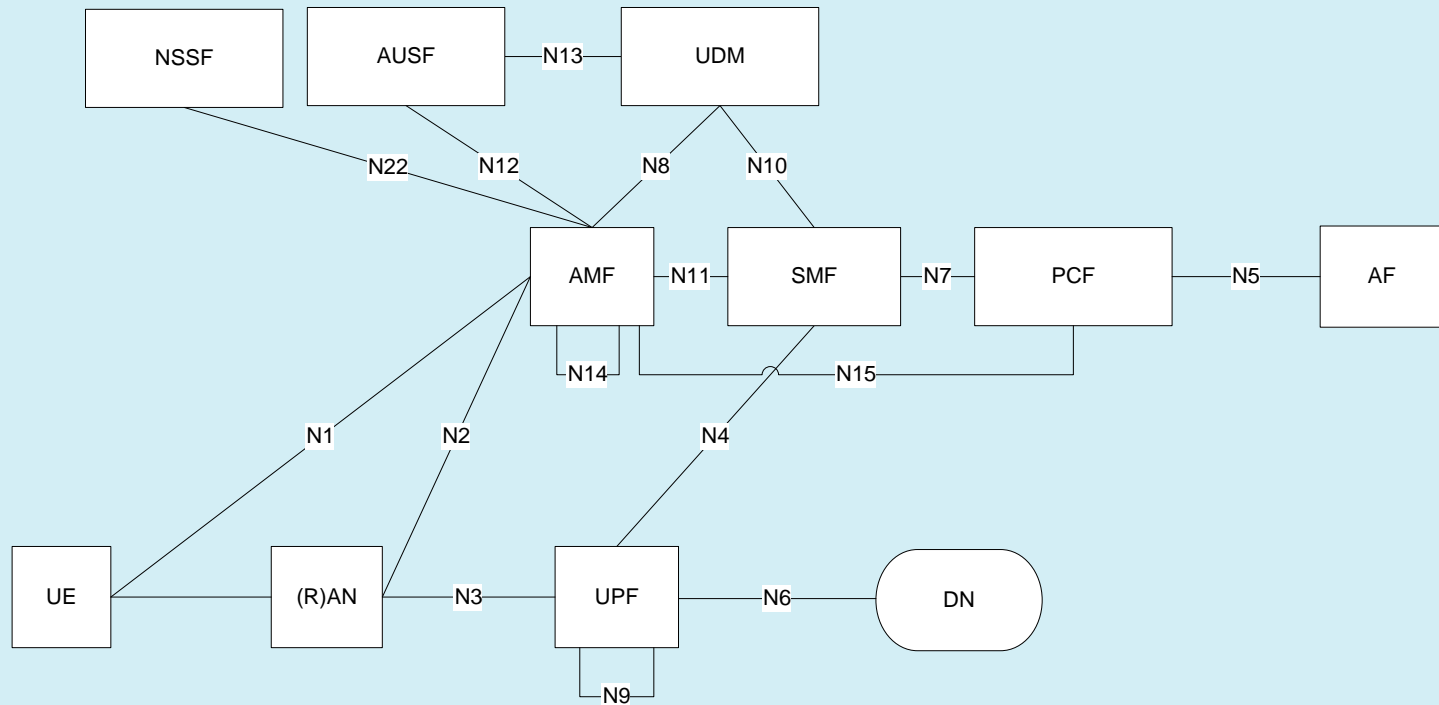 NSSF
AUSF
N13
UDM
N22
N12
N8
N10
AMF
N11
SMF
N7
PCF
N5
AF
N14
N15
N1
N2
N4
UE
(R)AN
N3
UPF
N6
DN
N9